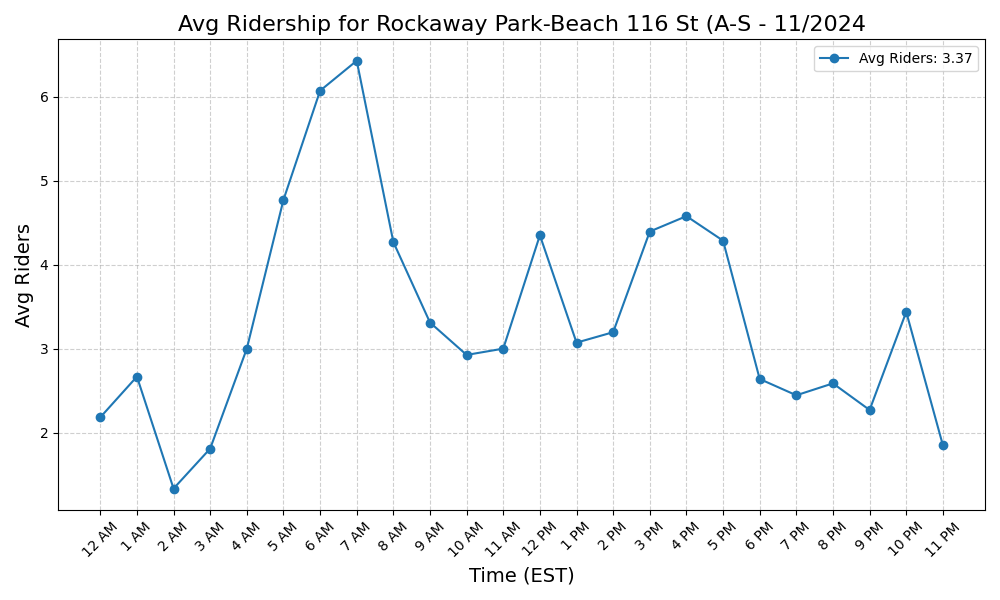 Avg Ridership for Rockaway Park-Beach 116 St (A-S - 11/2024
Avg Riders: 3.37
Avg Riders
6
5
4
3
2
12 AM
1 AM
2 AM
3 AM
4 AM
5 AM
6 AM
7 AM
8 AM
9 AM
10 AM
11 AM
12 PM
1 PM
2 PM
3 PM
4 PM
5 PM
6 PM
7 PM
8 PM
9 PM
10 PM
11 PM
Time (EST)